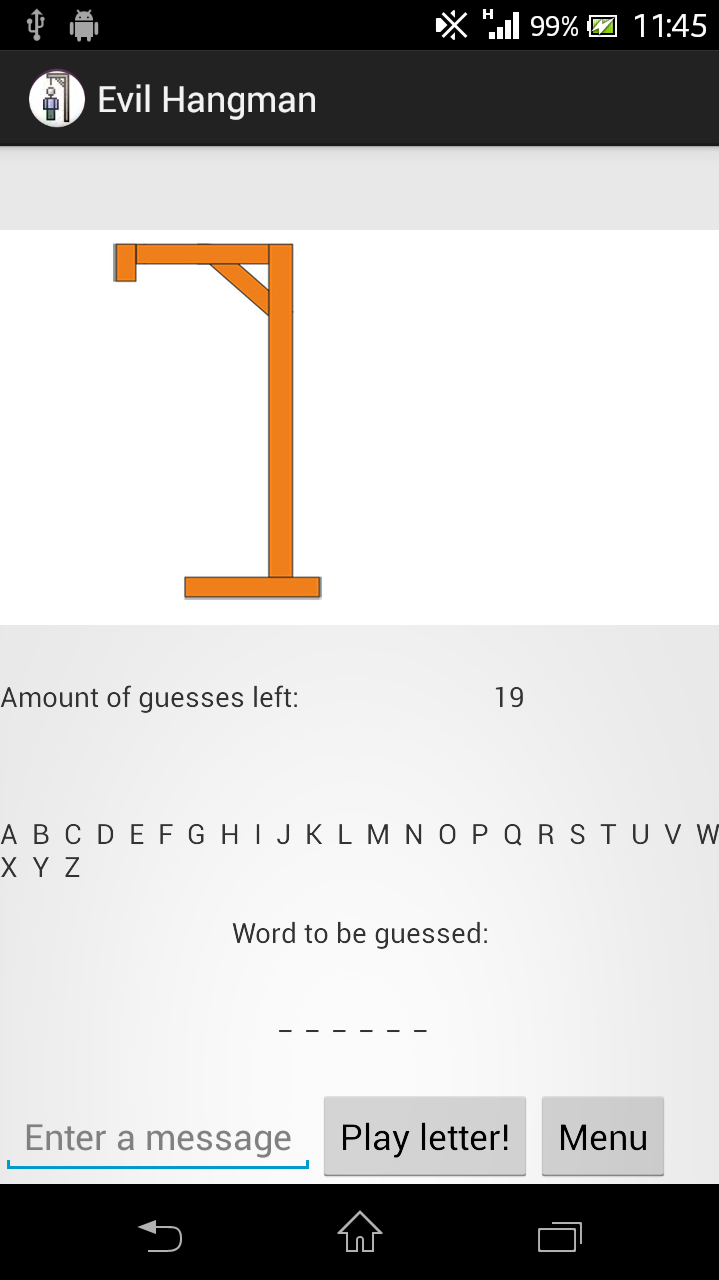 H 99% 11:45
Evil Hangman
Amount of guesses left: 19
A B C D E F G H I J K L M N O P Q R S T U V W
X Y Z
Word to be guessed:
_ _ _ _ _ _
Enter a message Play letter! Menu